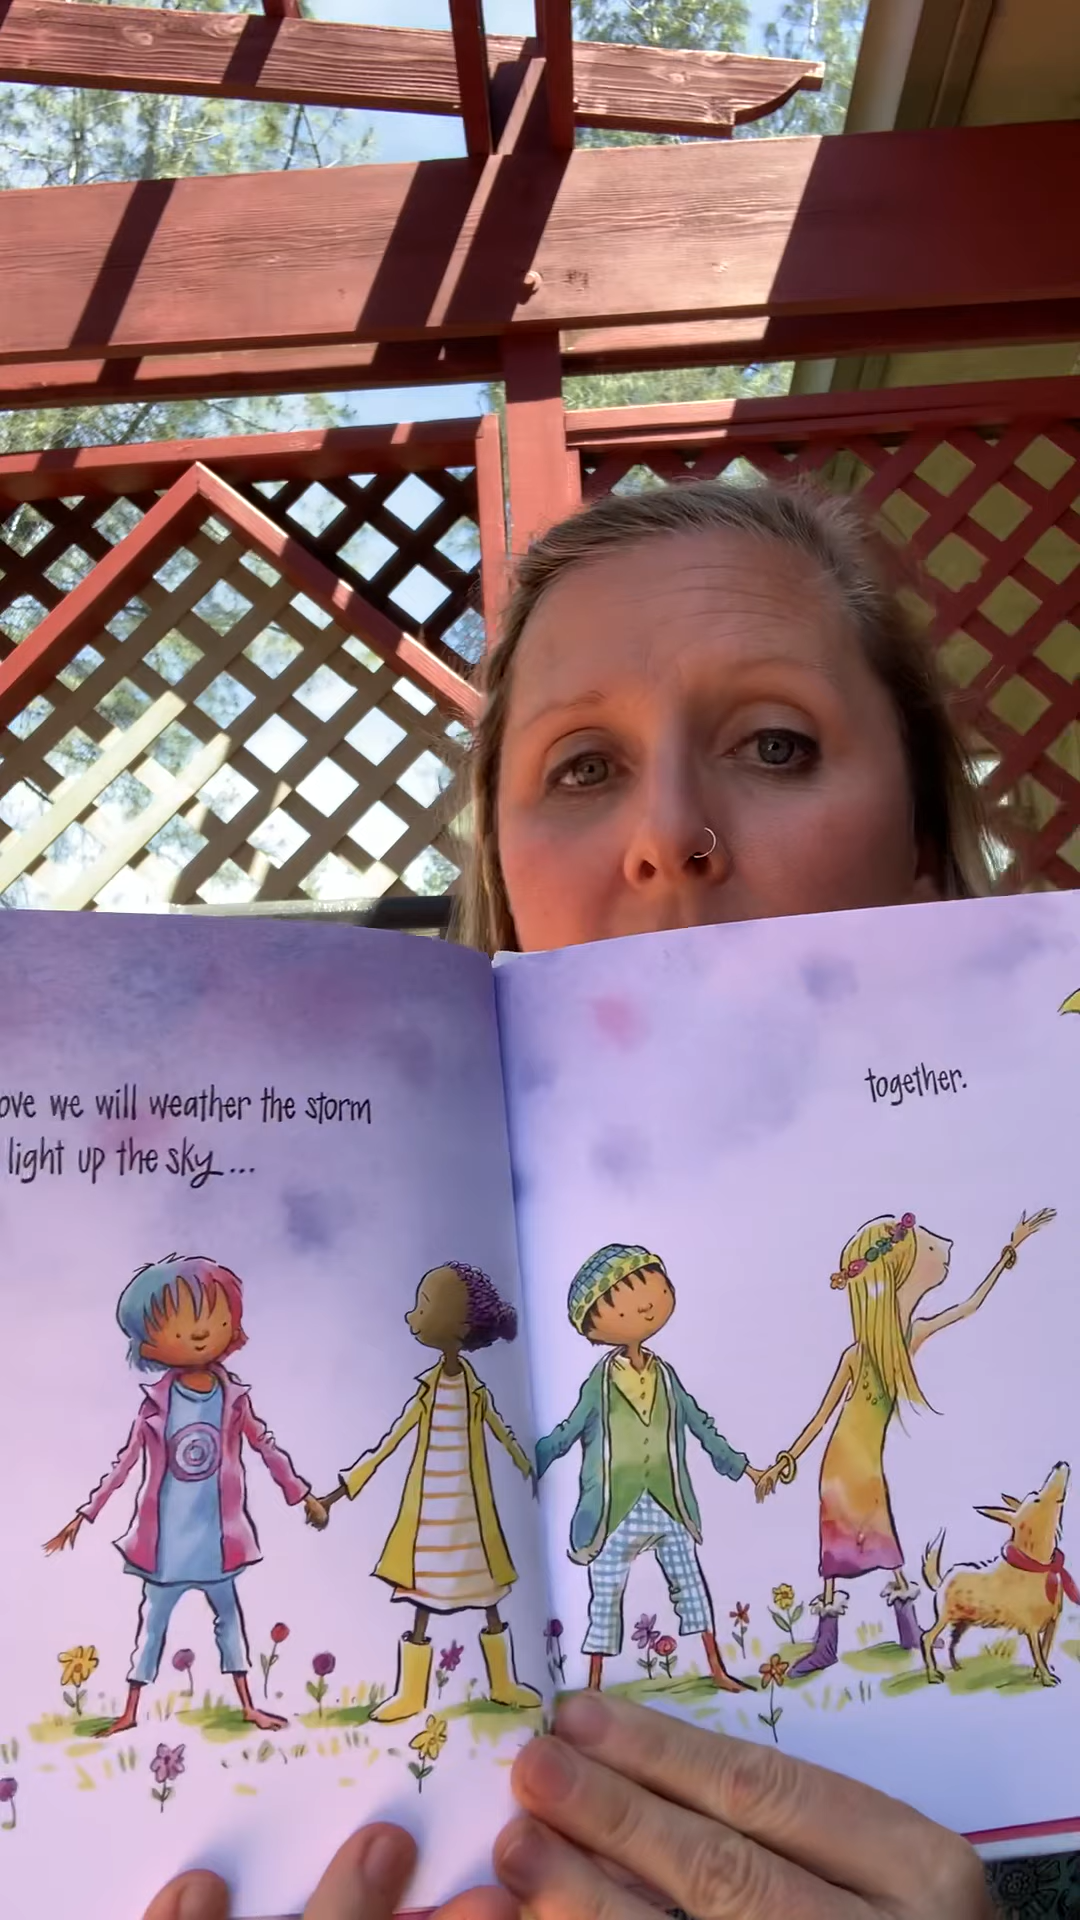 ove we will weather the storm
light up the sky...
together.